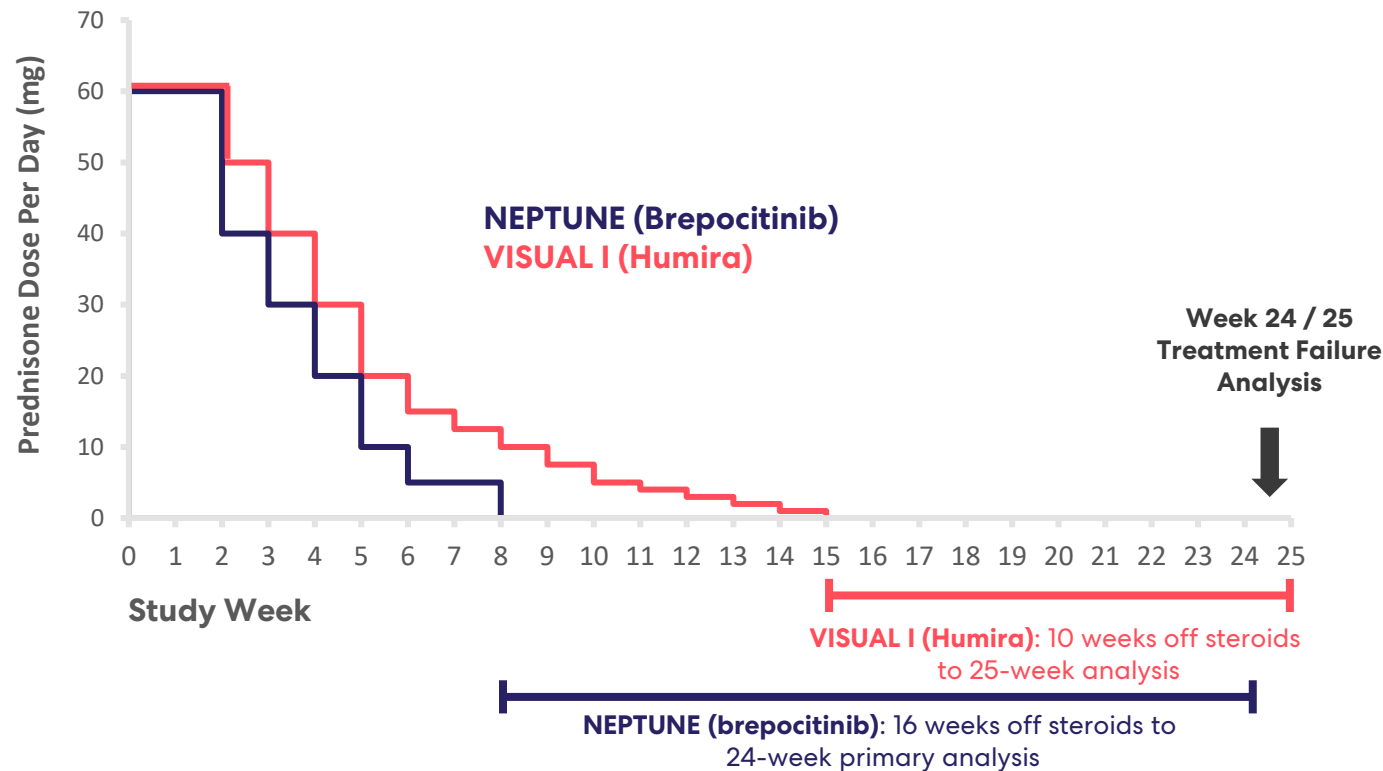 70
60
50
40
30
20
10
0
Prednisone Dose Per Day (mg)
NEPTUNE (Brepocitinib)
VISUAL I (Humira)
Week 24 / 25
Treatment Failure
Analysis
0 1 2 3 4 5 6 7 8 9 10 11 12 13 14 15 16 17 18 19 20 21 22 23 24 25
Study Week
VISUAL I (Humira): 10 weeks off steroids
to 25-week analysis
NEPTUNE (brepocitinib): 16 weeks off steroids to
24-week primary analysis